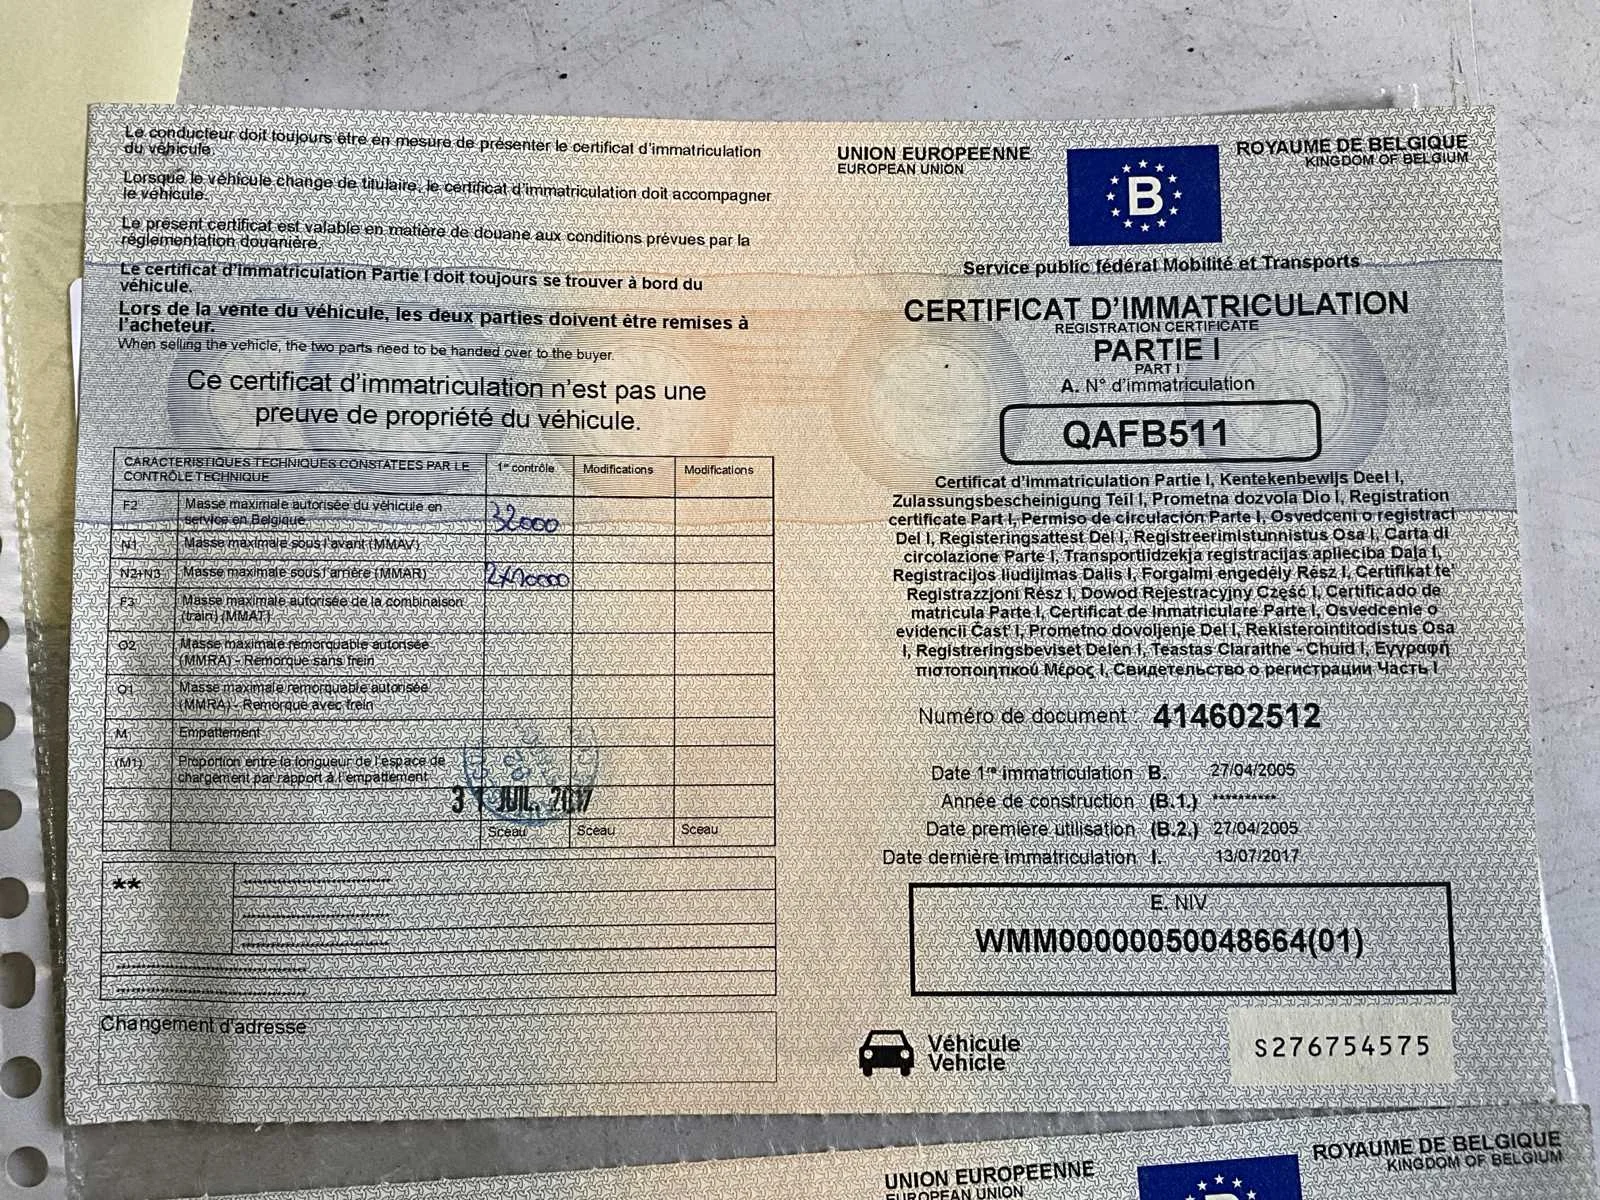 Le conducteur doit toujours être en mesure de présenter le certificat d'immatriculation
du véhicule.
Lorsque le véhicule change de titulaire, le certificat d'immatriculation doit accompagner
le véhicule.
Le présent certificat est valable en matière de douane aux conditions prévues par la
réglementation douanière.
Le certificat d'immatriculation Partie I doit toujours se trouver à bord du
véhicule.
Lors de la vente du véhicule, les deux parties doivent être remises à
l'acheteur.
When selling the vehicle, the two parts need to be handed over to the buyer.
Ce certificat d'immatriculation n'est pas une
preuve de propriété du véhicule.
CARACTERISTIQUES TECHNIQUES CONSTATEES PAR LE
CONTRÔLE TECHNIQUE
1er contrôle
Modifications
Modifications
F2
Masse maximale autorisée du véhicule en
service en Belgique
32000
N1
Masse maximale sous l'avant (MMAV)
N2+N3
Masse maximale sous l'arrière (MMAR)
2x10000
F3
Masse maximale autorisée de la combinaison
(train) (MMAT)
O2
Masse maximale remorquable autorisée
(MMRA) - Remorque sans frein
O1
Masse maximale remorquable autorisée
(MMRA) - Remorque avec frein
M
Empattement
(M1)
Proportion entre la longueur de l'espace de
chargement par rapport à l'empattement
31 JUIL. 2017
Sceau
Sceau
Sceau
**
Changement d'adresse
UNION EUROPEENNE
EUROPEAN UNION
B
ROYAUME DE BELGIQUE
KINGDOM OF BELGIUM
Service public fédéral Mobilité et Transports
CERTIFICAT D'IMMATRICULATION
REGISTRATION CERTIFICATE
PARTIE I
PART I
A. N° d'immatriculation
QAFB511
Certificat d'immatriculation Partie I, Kentekenbewijs Deel I,
Zulassungsbescheinigung Teil I, Prometna dozvola Dio I, Registration
certificate Part I, Permiso de circulación Parte I, Osvedceni o registraci
Del I, Registeringsattest Del I, Registreerimistunnistus Osa I, Carta di
circolazione Parte I, Transportlidzekja registracijas aplieciba Daļa I,
Registracijos liudijimas Dalis I, Forgalmi engedély Rész I, Certifikat te'
Registrazzjoni Rész I, Dowod Rejestracyjny Część I, Certificado de
matricula Parte I, Certificat de Inmatriculare Parte I, Osvedcenie o
evidencii Časť I, Prometno dovoljenje Del I, Rekisterointitodistus Osa
I, Registreringsbeviset Delen I, Teastas Claraithe - Chuid I, Εγγραφή
πιστοποιητικού Μέρος I, Свидетельство о регистрации Часть I
Numéro de document : 414602512
Date 1re immatriculation B. 27/04/2005
Année de construction (B.1.) **********
Date première utilisation (B.2.) 27/04/2005
Date dernière immatriculation I. 13/07/2017
E. NIV
WMM00000050048664(01)
Véhicule
Vehicle
S276754575
UNION EUROPEENNE
EUROPEAN UNION
ROYAUME DE BELGIQUE
KINGDOM OF BELGIUM